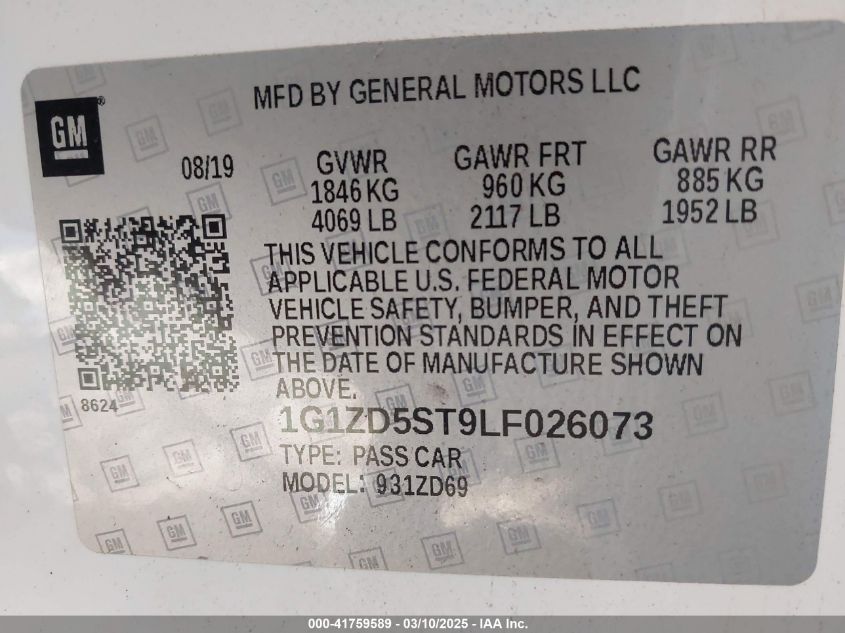 MFD BY GENERAL MOTORS LLC
GM®
08/19
GVWR GAWR FRT GAWR RR
1846 KG 960 KG 885 KG
4069 LB 2117 LB 1952 LB
THIS VEHICLE CONFORMS TO ALL
APPLICABLE U.S. FEDERAL MOTOR
VEHICLE SAFETY, BUMPER, AND THEFT
PREVENTION STANDARDS IN EFFECT ON
THE DATE OF MANUFACTURE SHOWN
ABOVE.
8624
1G1ZD5ST9LF026073
TYPE: PASS CAR
MODEL: 931ZD69
000-41759589 — 03/10/2025 — IAA Inc.